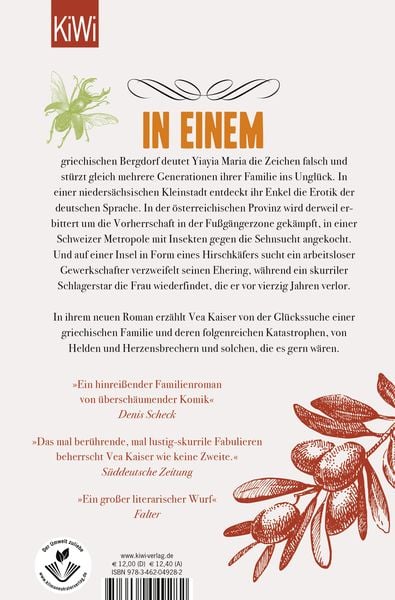 KiWi
IN EINEM
griechischen Bergdorf deutet Yiayia Maria die Zeichen falsch und
stürzt gleich mehrere Generationen ihrer Familie ins Unglück. In
einer niedersächsischen Kleinstadt entdeckt ihr Enkel die Erotik der
deutschen Sprache. In der österreichischen Provinz wird derweil er-
bittert um die Vorherrschaft in der Fußgängerzone gekämpft, in einer
Schweizer Metropole mit Insekten gegen die Sehnsucht angekocht.
Und auf einer Insel in Form eines Hirschkäfers sucht ein arbeitsloser
Gewerkschafter verzweifelt seinen Ehering, während ein skurriler
Schlagerstar die Frau wiederfindet, die er vor vierzig Jahren verlor.
In ihrem neuen Roman erzählt Vea Kaiser von der Glückssuche einer
griechischen Familie und deren folgenreichen Katastrophen, von
Helden und Herzensbrechern und solchen, die es gern wären.
»Ein hinreißender Familienroman
von überschäumender Komik«
Denis Scheck
»Das mal berührende, mal lustig-skurrile Fabulieren
beherrscht Vea Kaiser wie keine Zweite.«
Süddeutsche Zeitung
»Ein großer literarischer Wurf«
Falter
Der Umwelt zuliebe
www.klimaneutralerverlag.de
www.kiwi-verlag.de
€ 12,00 (D) € 12,40 (A)
ISBN 978-3-462-04928-2